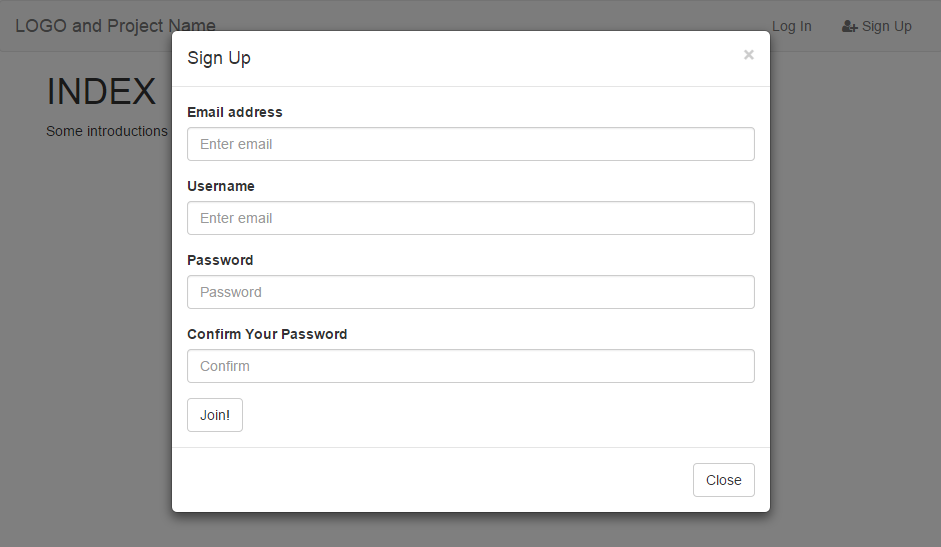 LOGO and Project Name
Log In
Sign Up
INDEX
Some introductions
Sign Up
×
Email address
Enter email
Username
Enter email
Password
Password
Confirm Your Password
Confirm
Join!
Close